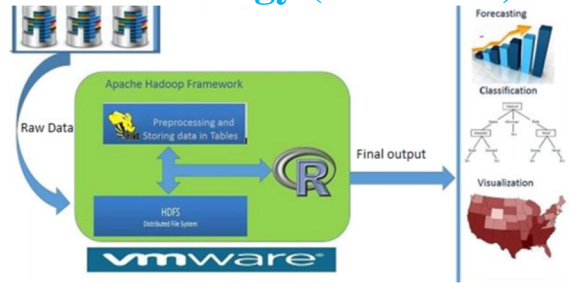 Forecasting
Apache Hadoop Framework
Classification
Preprocessing and
Storing data in Tables
Raw Data
Final output
R
Visualization
HDFS
Distributed File System
vmware